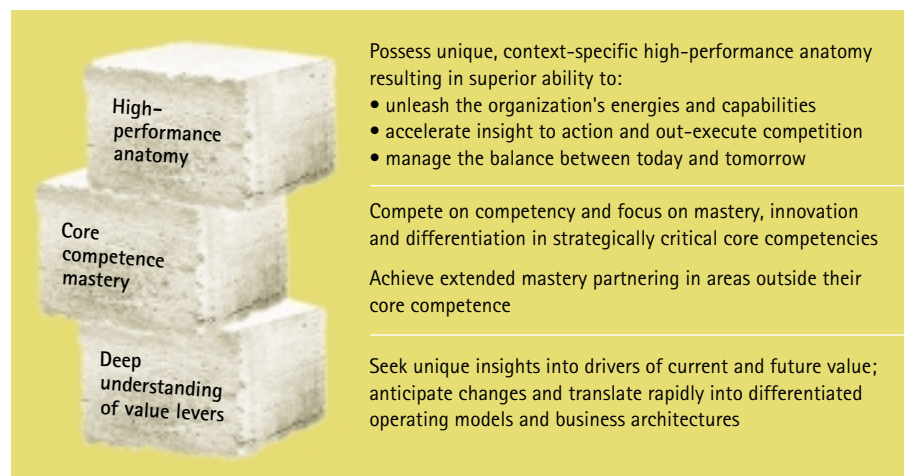 High-
performance
anatomy
Possess unique, context-specific high-performance anatomy
resulting in superior ability to:
• unleash the organization's energies and capabilities
• accelerate insight to action and out-execute competition
• manage the balance between today and tomorrow
Core
competence
mastery
Compete on competency and focus on mastery, innovation
and differentiation in strategically critical core competencies
Achieve extended mastery partnering in areas outside their
core competence
Deep
understanding
of value levers
Seek unique insights into drivers of current and future value;
anticipate changes and translate rapidly into differentiated
operating models and business architectures